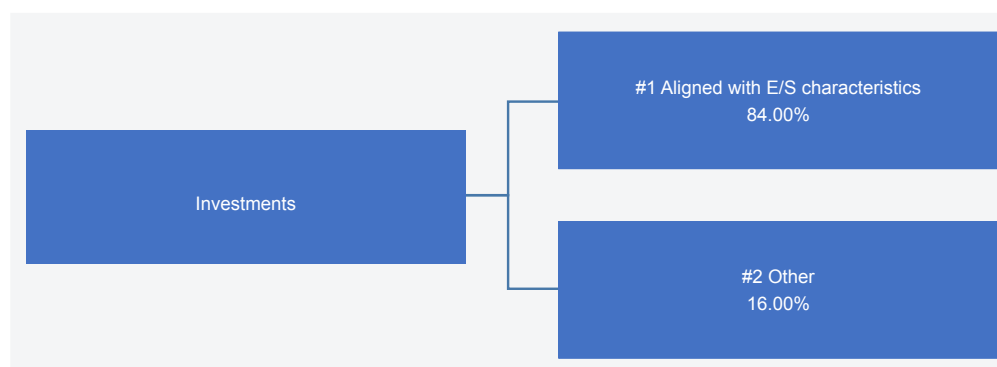 Investments
#1 Aligned with E/S characteristics
84.00%
#2 Other
16.00%